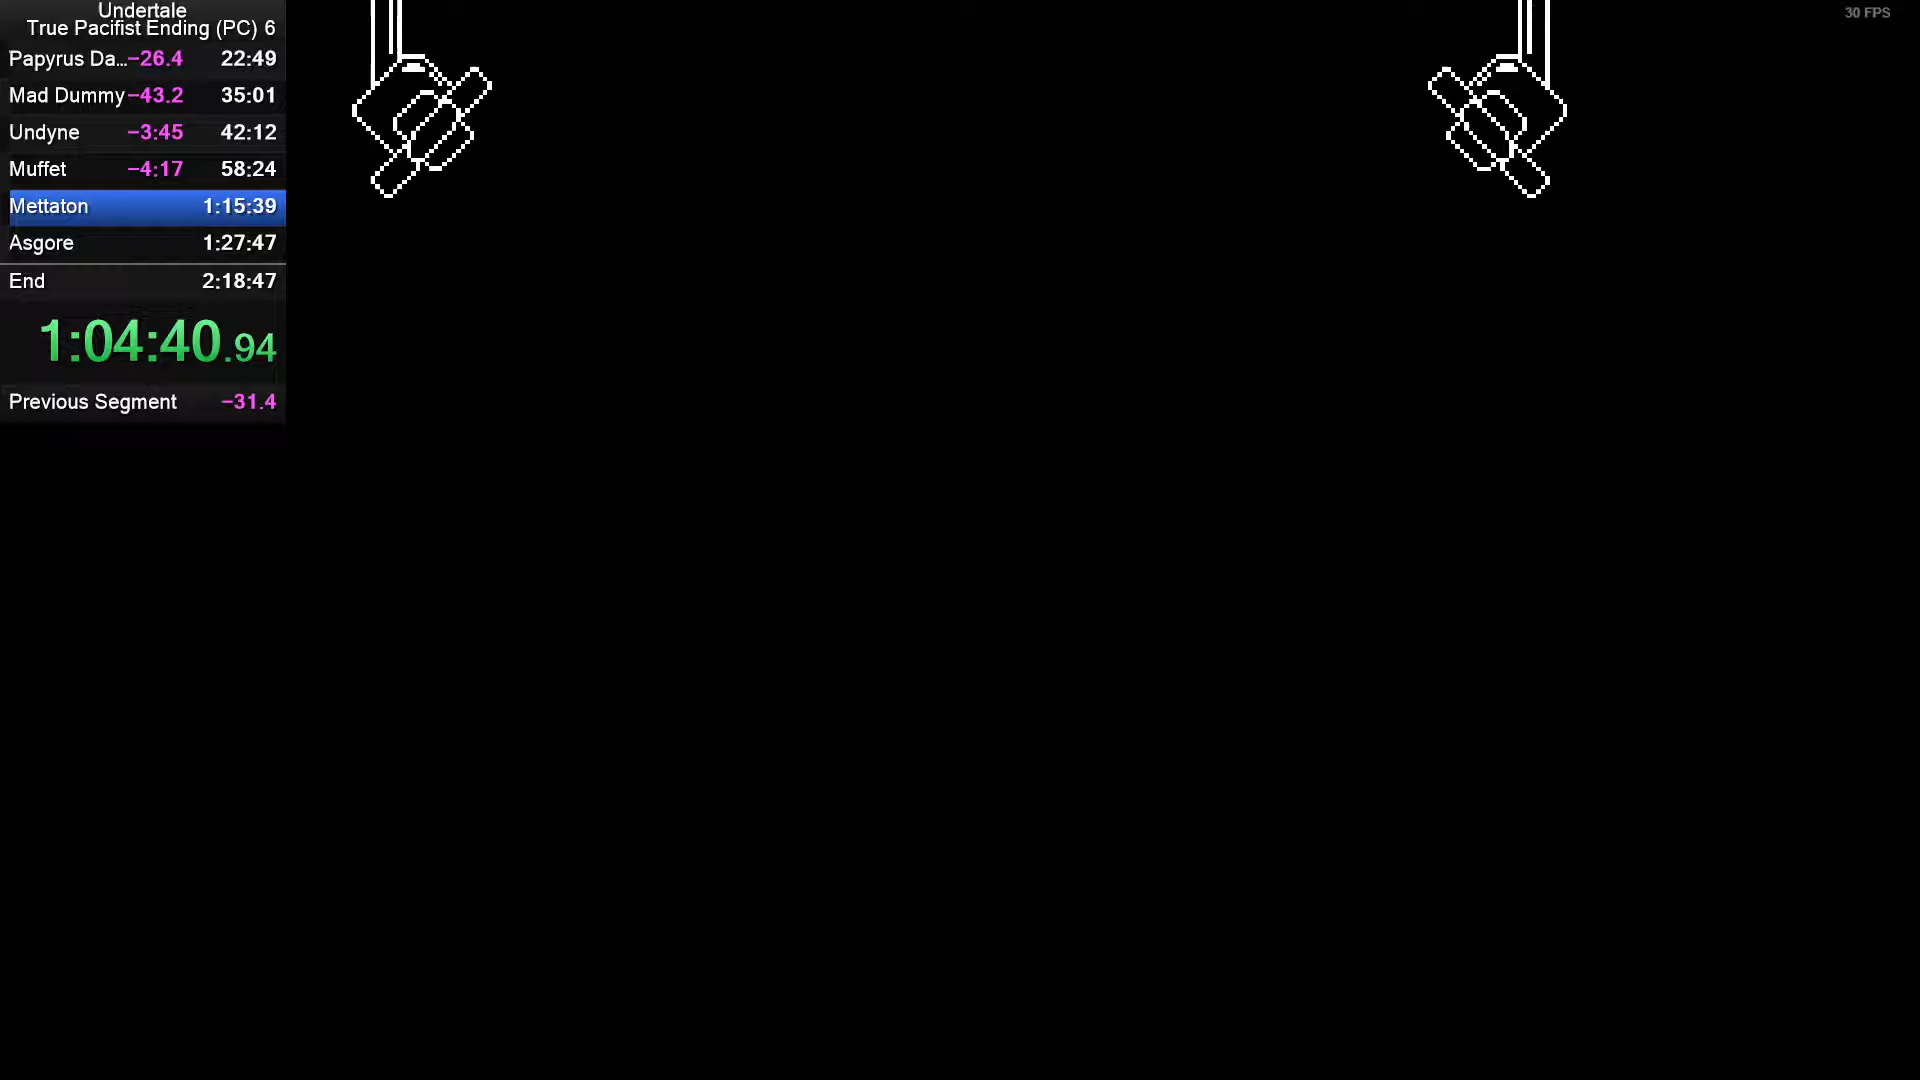 Undertale
True Pacifist Ending (PC) 6
Papyrus Da... −26.4 22:49
Mad Dummy −43.2 35:01
Undyne −3:45 42:12
Muffet −4:17 58:24
Mettaton 1:15:39
Asgore 1:27:47
End 2:18:47
1:04:40.94
Previous Segment −31.4
30 FPS